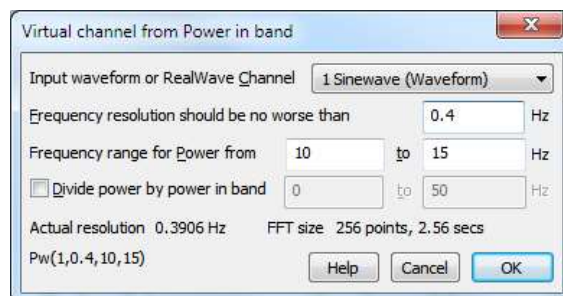 Virtual channel from Power in band
Input waveform or RealWave Channel 1 Sinewave (Waveform)
Frequency resolution should be no worse than 0.4 Hz
Frequency range for Power from 10 to 15 Hz
Divide power by power in band 0 to 50 Hz
Actual resolution 0.3906 Hz FFT size 256 points, 2.56 secs
Pw(1,0.4,10,15)
Help Cancel OK